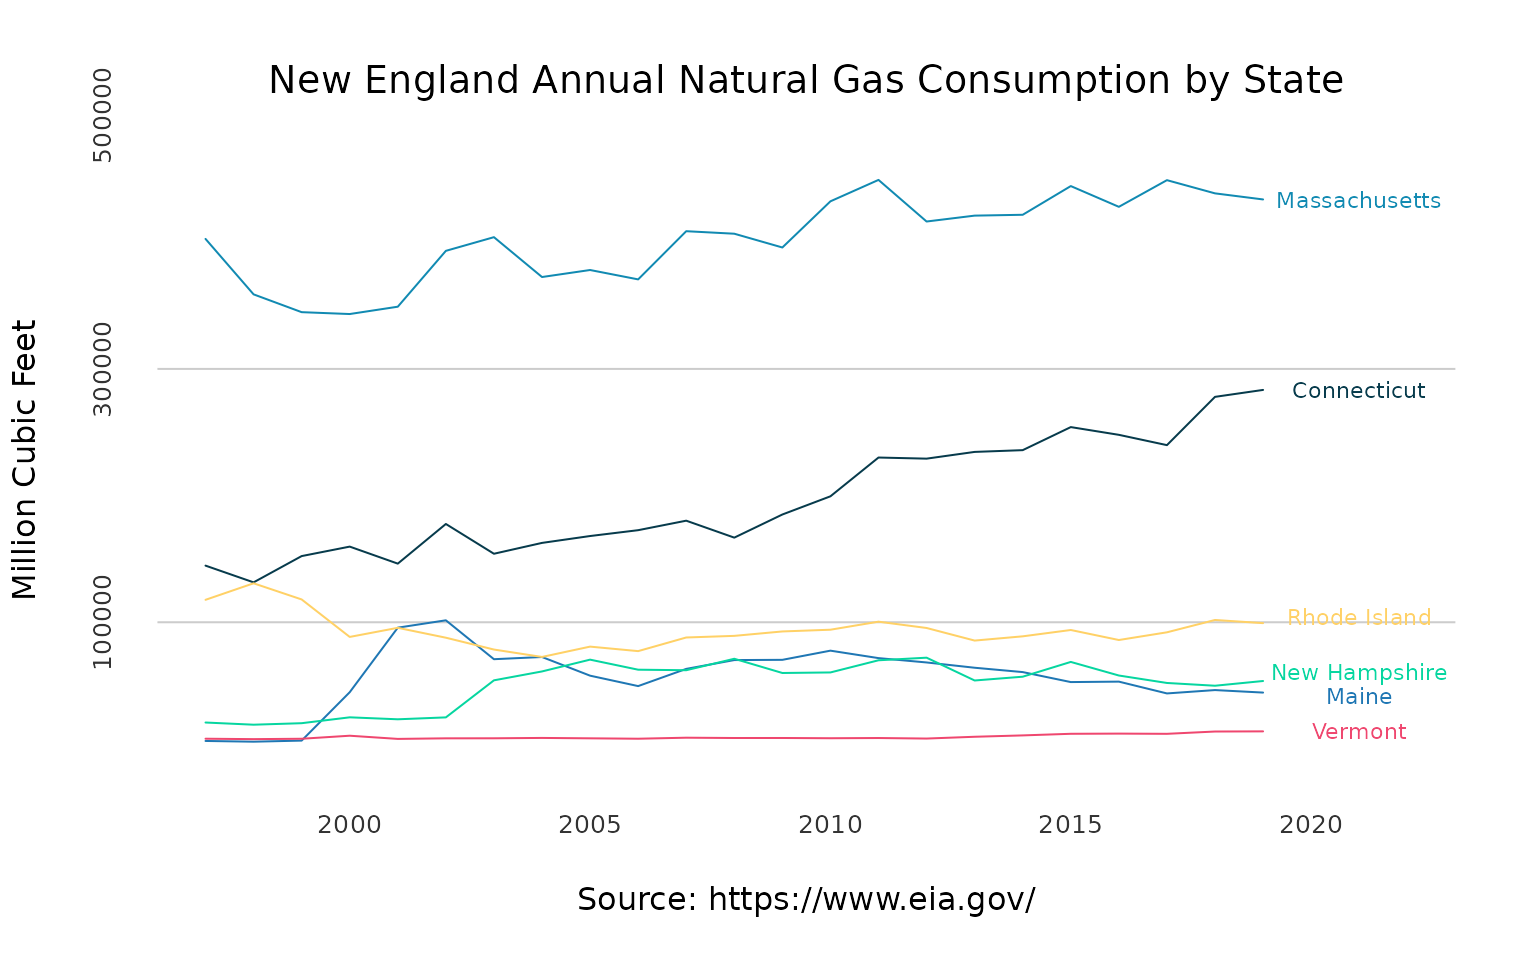 New England Annual Natural Gas Consumption by State
Million Cubic Feet
500000
300000
100000
Massachusetts
Connecticut
Rhode Island
New Hampshire
Maine
Vermont
2000 2005 2010 2015 2020
Source: https://www.eia.gov/